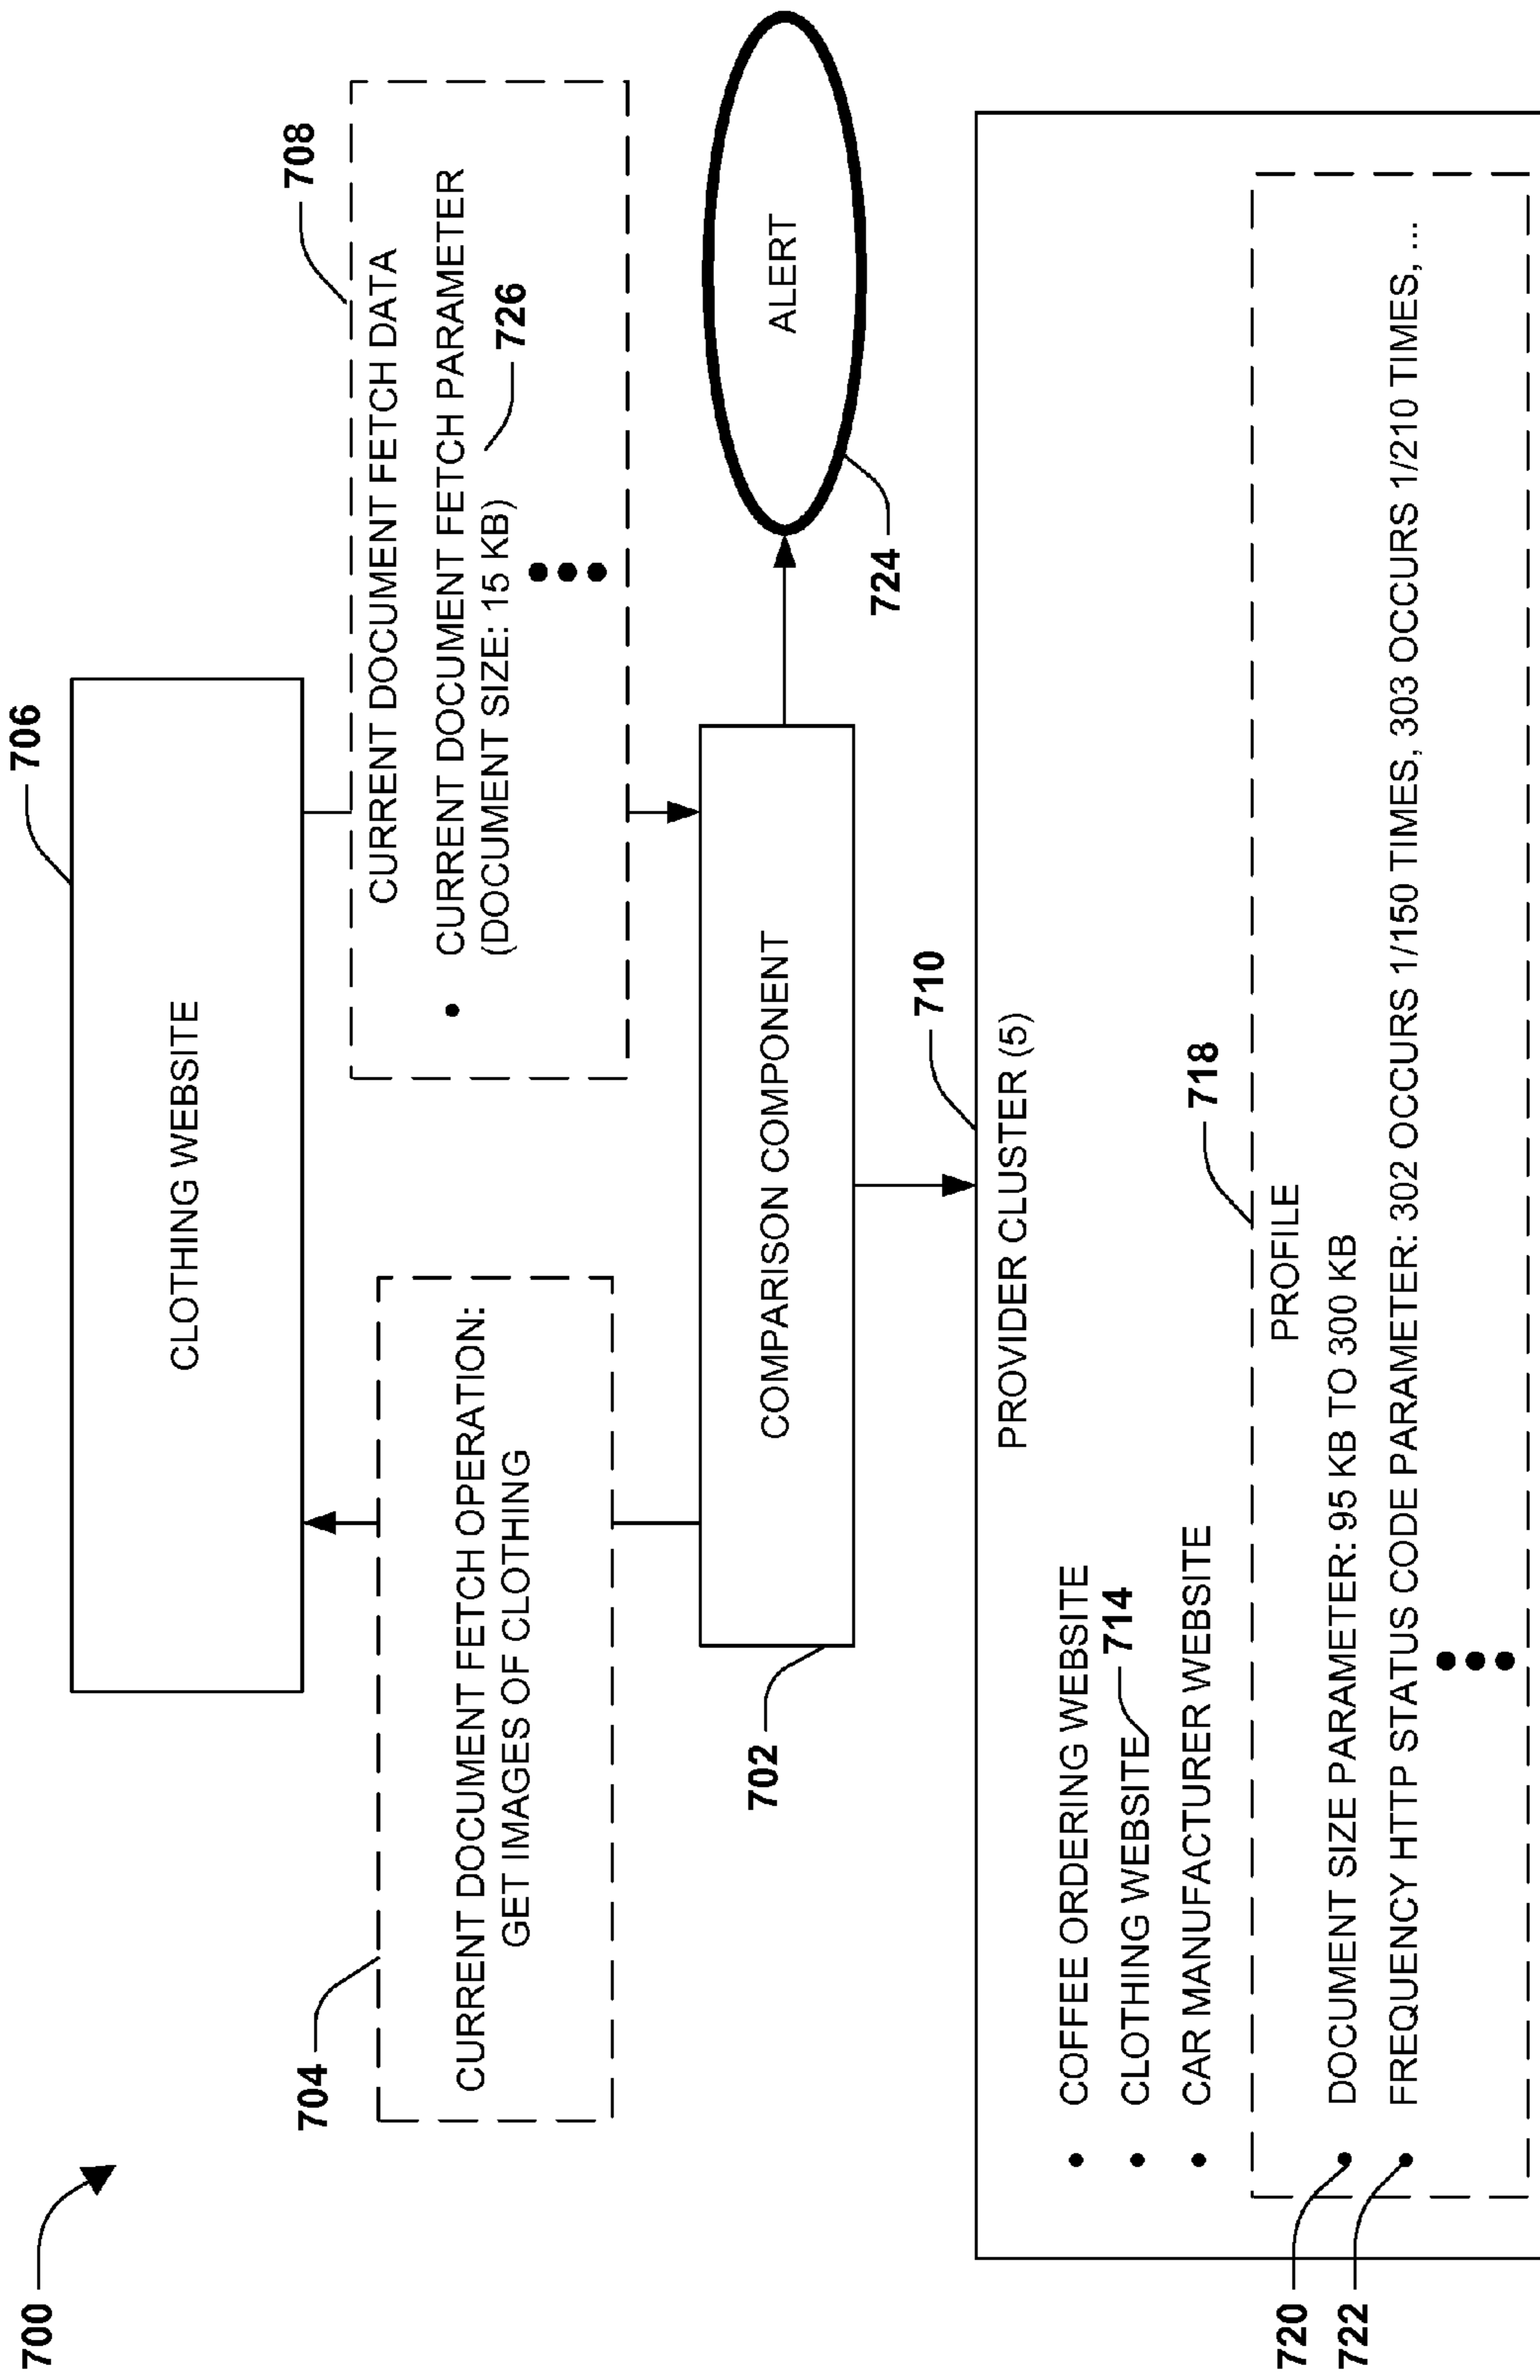 700
706
CLOTHING WEBSITE
704
CURRENT DOCUMENT FETCH OPERATION:
GET IMAGES OF CLOTHING
708
CURRENT DOCUMENT FETCH DATA
• CURRENT DOCUMENT FETCH PARAMETER
(DOCUMENT SIZE: 15 KB)
726
702
COMPARISON COMPONENT
ALERT
724
710
PROVIDER CLUSTER (5)
• COFFEE ORDERING WEBSITE
• CLOTHING WEBSITE
714
• CAR MANUFACTURER WEBSITE
718
PROFILE
720
• DOCUMENT SIZE PARAMETER: 95 KB TO 300 KB
722
• FREQUENCY HTTP STATUS CODE PARAMETER: 302 OCCURS 1/150 TIMES, 303 OCCURS 1/210 TIMES, ...